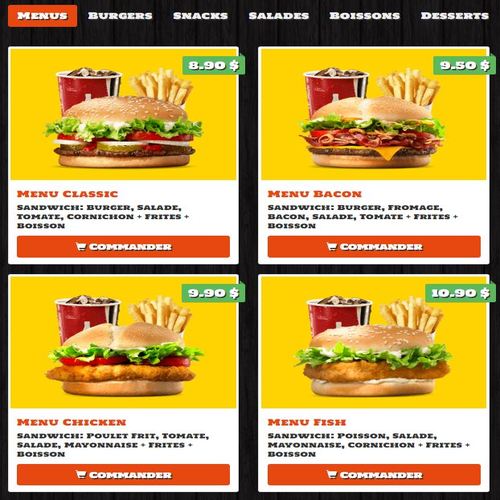 Menus Burgers Snacks Salades Boissons Desserts
8.90 $
9.50 $
Menu Classic
Sandwich: Burger, Salade,
Tomate, Cornichon + Frites +
Boisson
Commander
Menu Bacon
Sandwich: Burger, Fromage,
Bacon, Salade, Tomate + Frites +
Boisson
Commander
9.90 $
10.90 $
Menu Chicken
Sandwich: Poulet Frit, Tomate,
Salade, Mayonnaise + Frites +
Boisson
Commander
Menu Fish
Sandwich: Poisson, Salade,
Mayonnaise, Cornichon + Frites +
Boisson
Commander